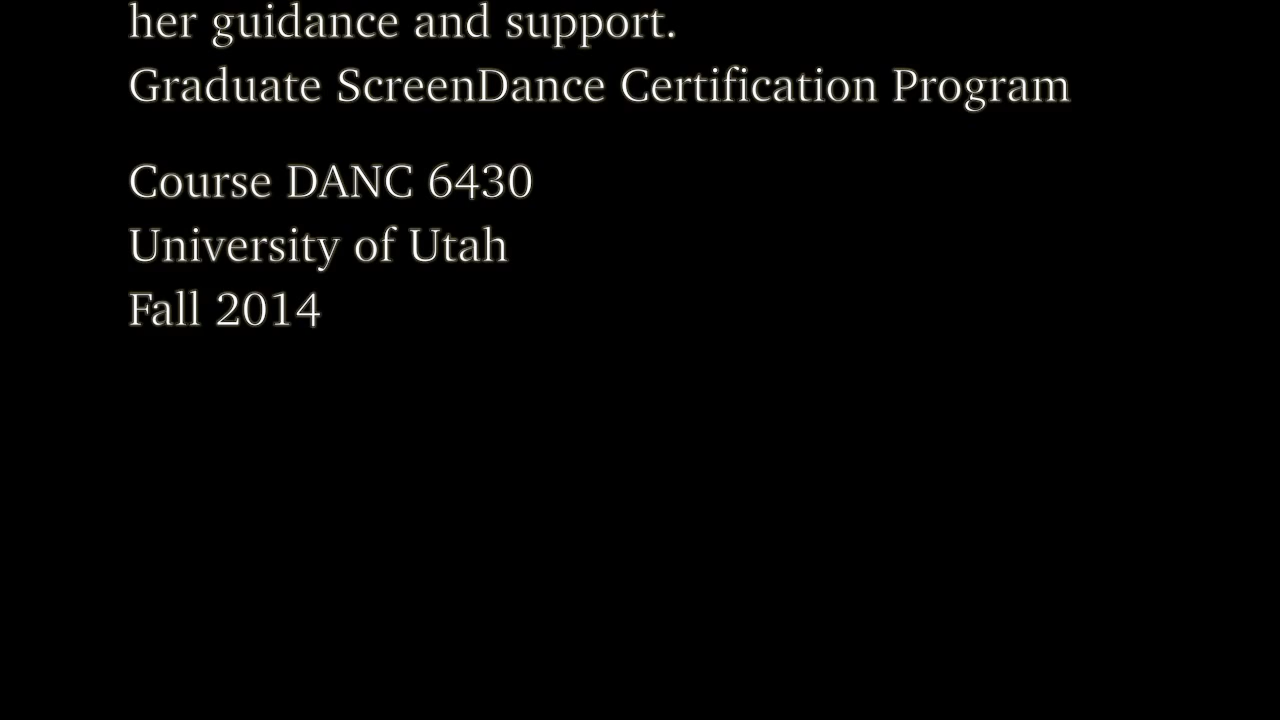 her guidance and support.
Graduate ScreenDance Certification Program
Course DANC 6430
University of Utah
Fall 2014